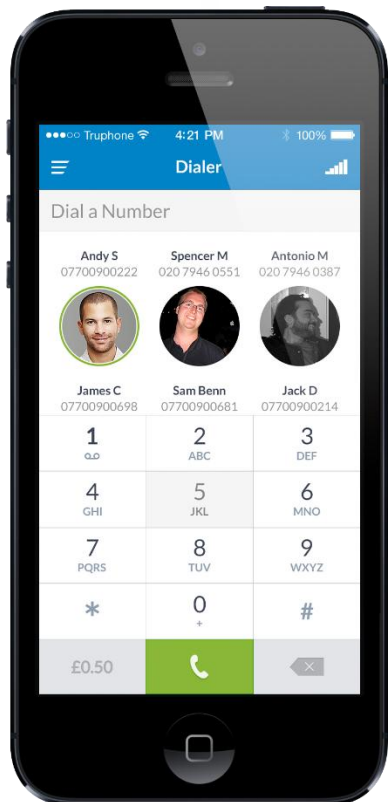 Truphone 4:21 PM 100%
Dialer
Dial a Number
Andy S Spencer M Antonio M
07700900222 020 7946 0551 020 7946 0387
James C Sam Benn Jack D
07700900698 07700900681 07700900214
1 2 3
ABC DEF
4 5 6
GHI JKL MNO
7 8 9
PQRS TUV WXYZ
* 0 #
+
£0.50